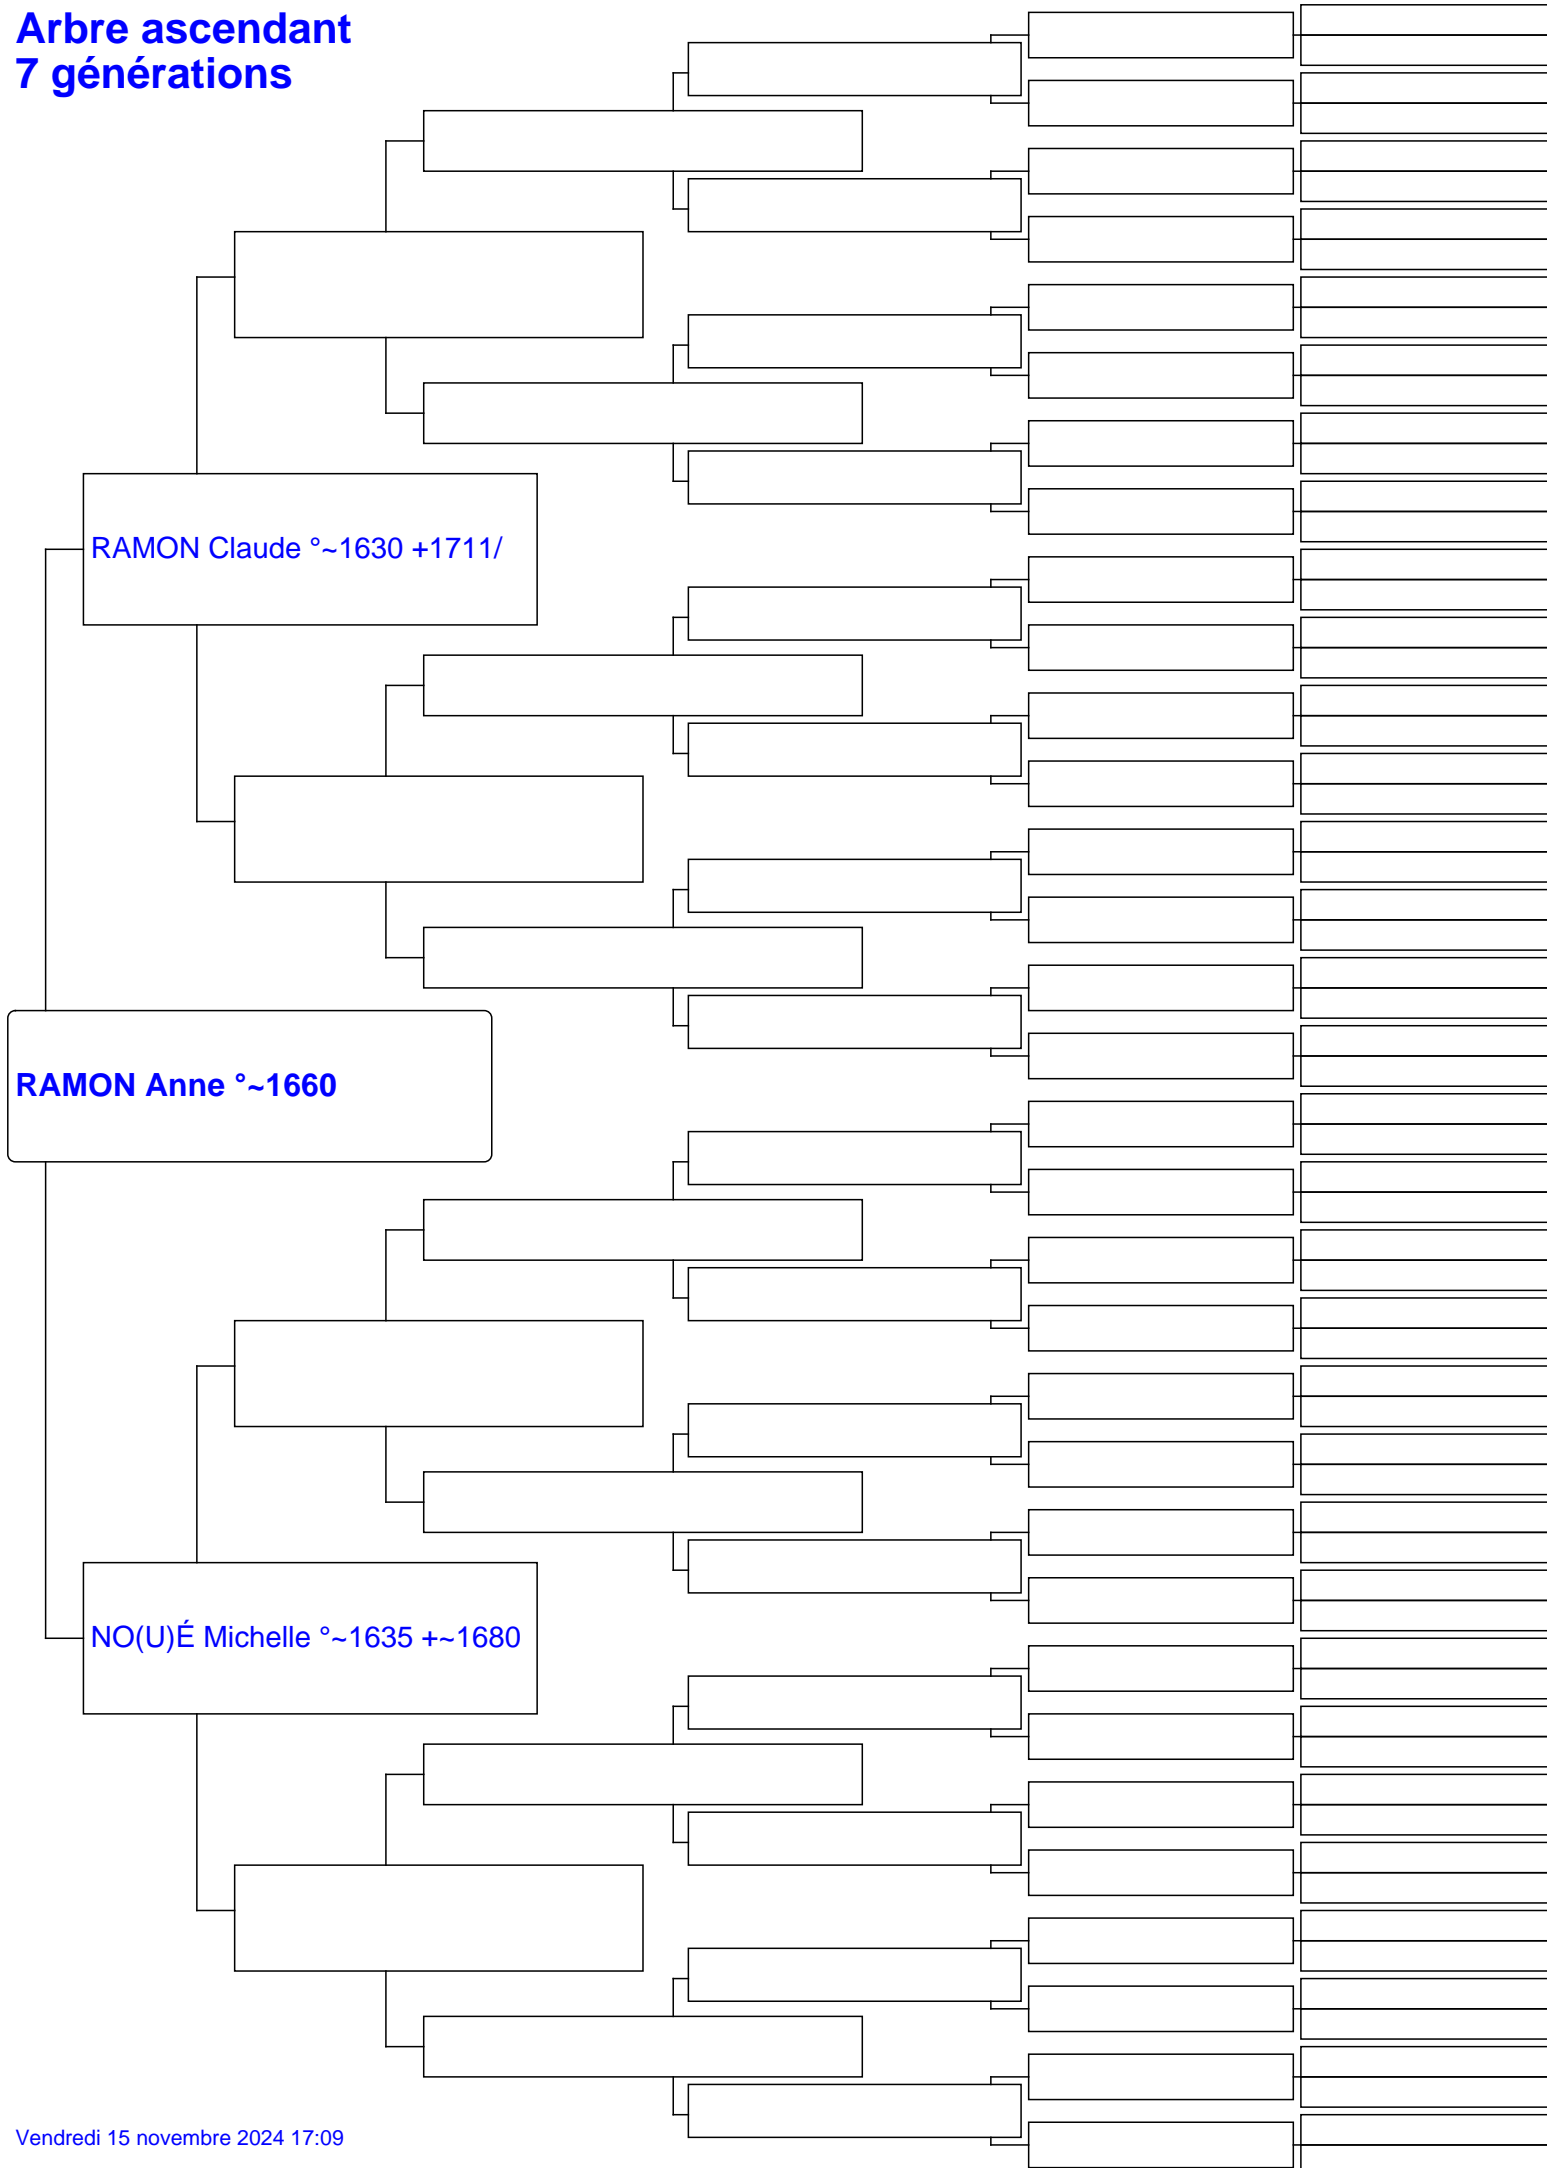 Arbre ascendant
7 générations
RAMON Claude °~1630 +1711/
RAMON Anne °~1660
NO(U)É Michelle °~1635 +~1680
Vendredi 15 novembre 2024 17:09